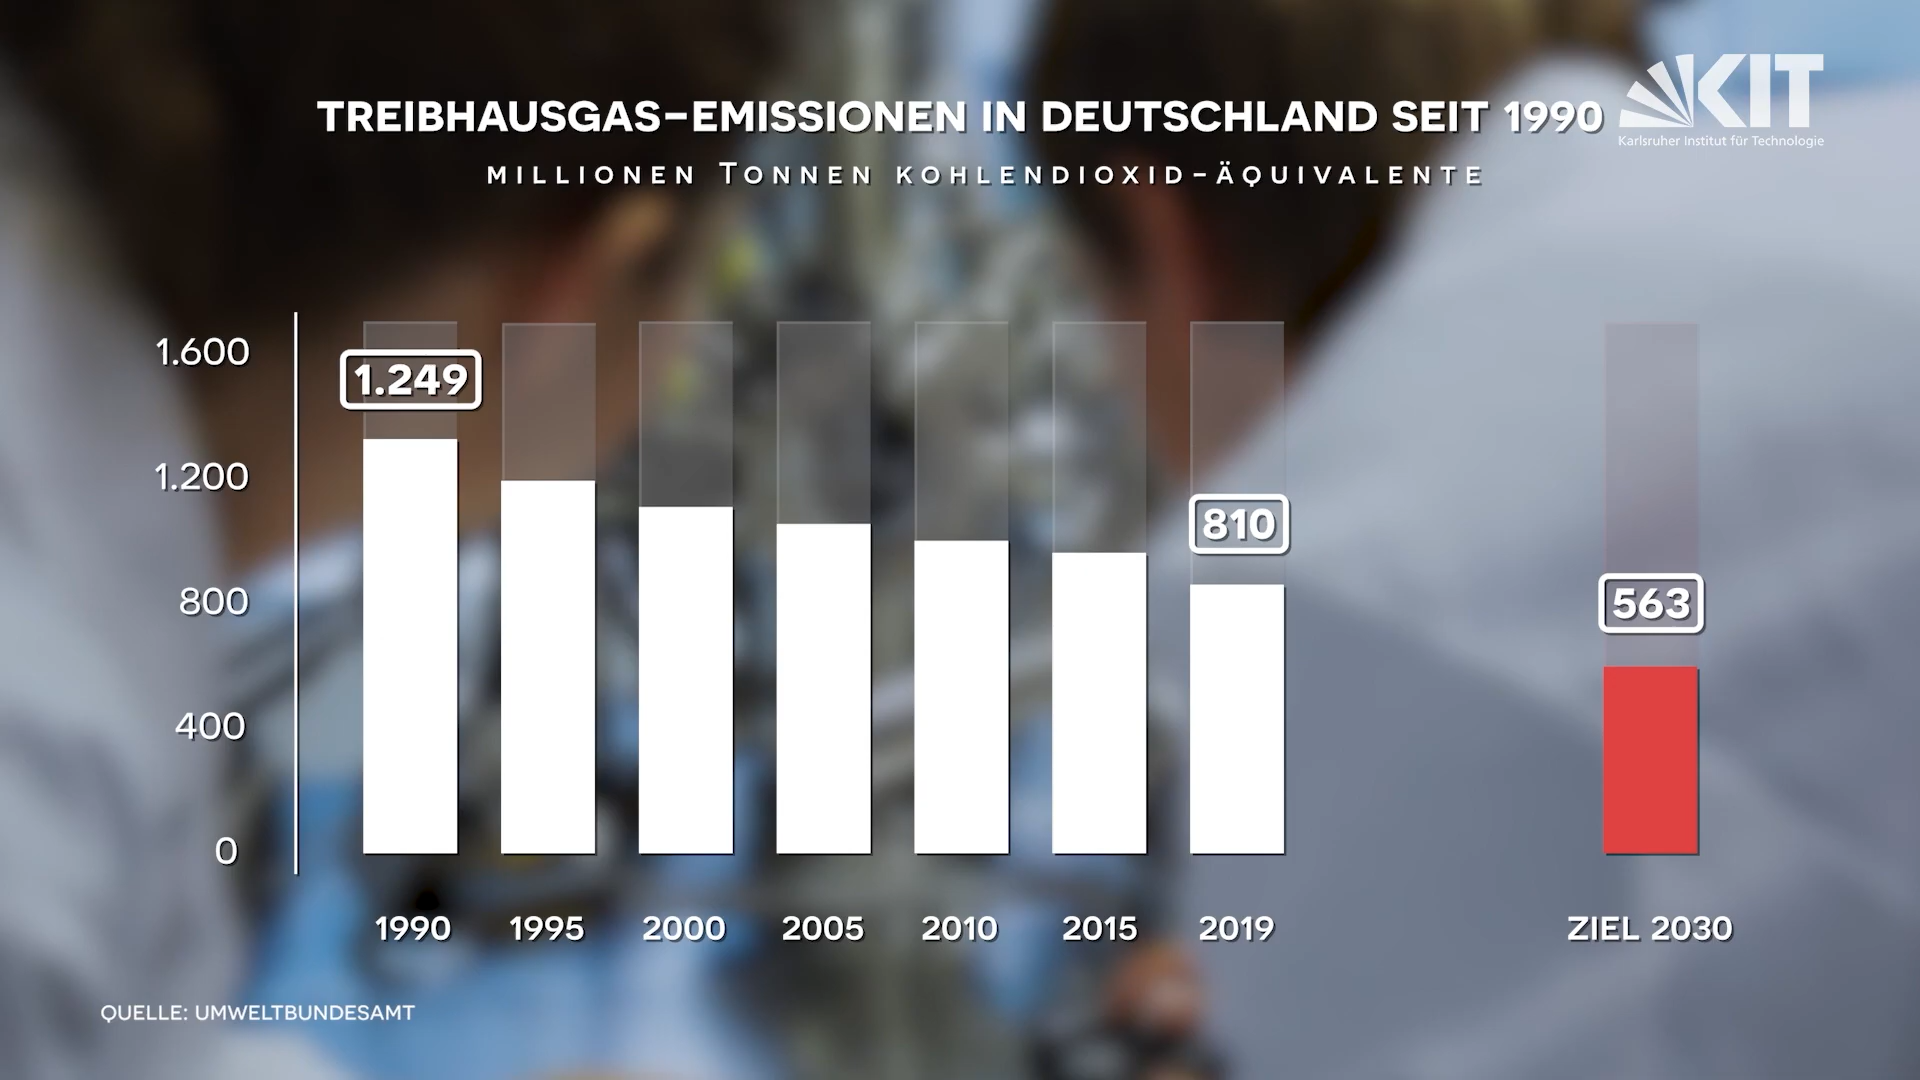 KIT
Karlsruher Institut für Technologie
TREIBHAUSGAS-EMISSIONEN IN DEUTSCHLAND SEIT 1990
MILLIONEN TONNEN KOHLENDIOXID-ÄQUIVALENTE
1.600
1.200
800
400
0
1.249
810
563
1990 1995 2000 2005 2010 2015 2019 ZIEL 2030
QUELLE: UMWELTBUNDESAMT